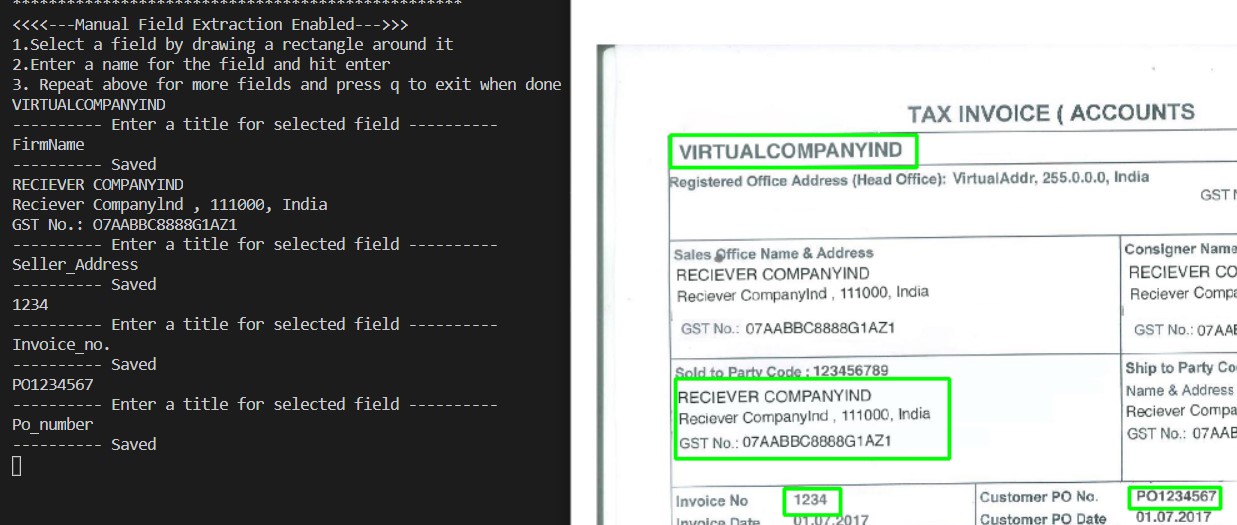 **************************************************
<<<<---Manual Field Extraction Enabled--->>>
1.Select a field by drawing a rectangle around it
2.Enter a name for the field and hit enter
3. Repeat above for more fields and press q to exit when done
VIRTUALCOMPANYIND
---------- Enter a title for selected field ----------
FirmName
---------- Saved
RECIEVER COMPANYIND
Reciever Companylnd , 111000, India
GST No.: O7AABBC8888G1AZ1
---------- Enter a title for selected field ----------
Seller_Address
---------- Saved
1234
---------- Enter a title for selected field ----------
Invoice_no.
---------- Saved
PO1234567
---------- Enter a title for selected field ----------
Po_number
---------- Saved
TAX INVOICE ( ACCOUNTS
VIRTUALCOMPANYIND
Registered Office Address (Head Office): VirtualAddr, 255.0.0.0, India
GST
Sales Office Name & Address
RECIEVER COMPANYIND
Reciever CompanyInd , 111000, India
GST No.: 07AABBC8888G1AZ1
Consigner Name
RECIEVER CO
Reciever Compa
GST No.: 07AAB
Sold to Party Code : 123456789
RECIEVER COMPANYIND
Reciever CompanyInd , 111000, India
GST No.: 07AABBC8888G1AZ1
Ship to Party Co
Name & Address
Reciever Compa
GST No.: 07AAB
Invoice No 1234
Customer PO No. PO1234567
Invoice Date 01.07.2017
Customer PO Date 01.07.2017